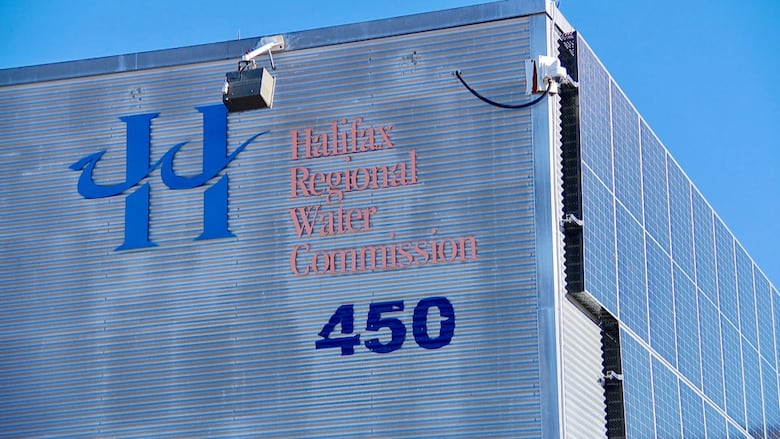 Halifax
Regional
Water
Commission
450